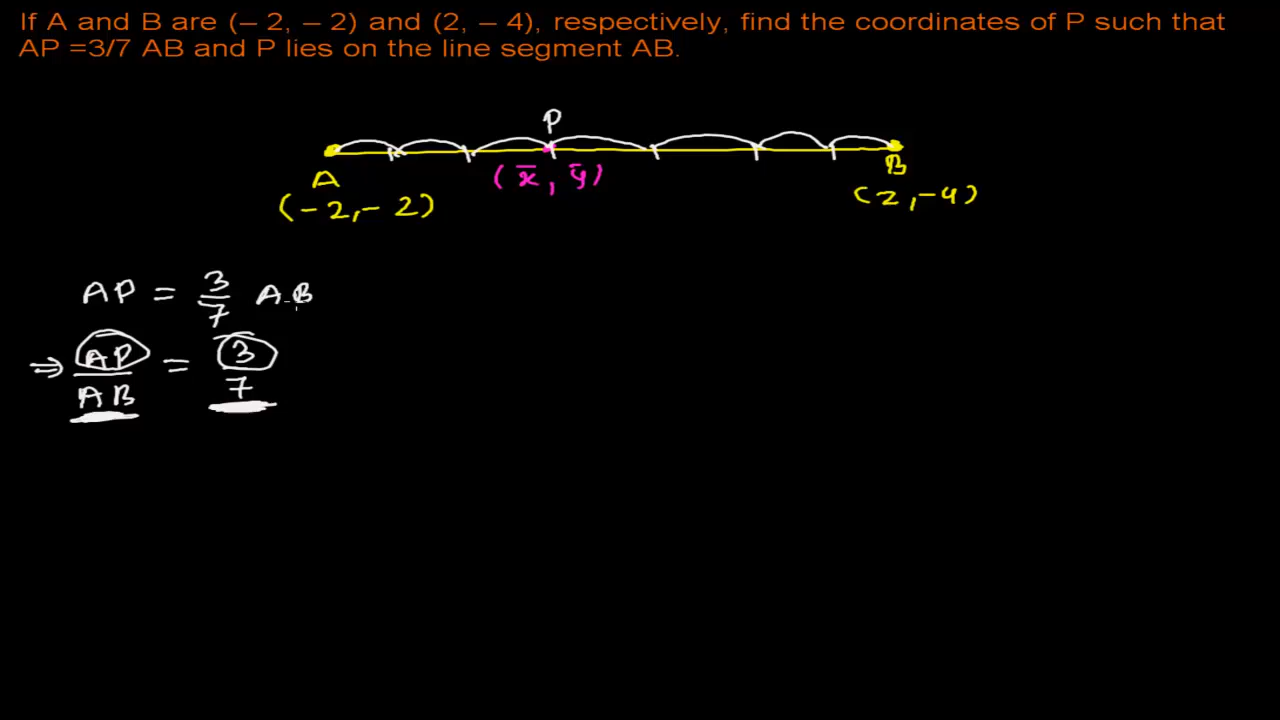 If A and B are (– 2, – 2) and (2, – 4), respectively, find the coordinates of P such that
AP =3/7 AB and P lies on the line segment AB.
P
A
B
(x̄, ȳ)
(-2,-2)
(2,-4)
AP = 3/7 AB
⇒ AP/AB = 3/7